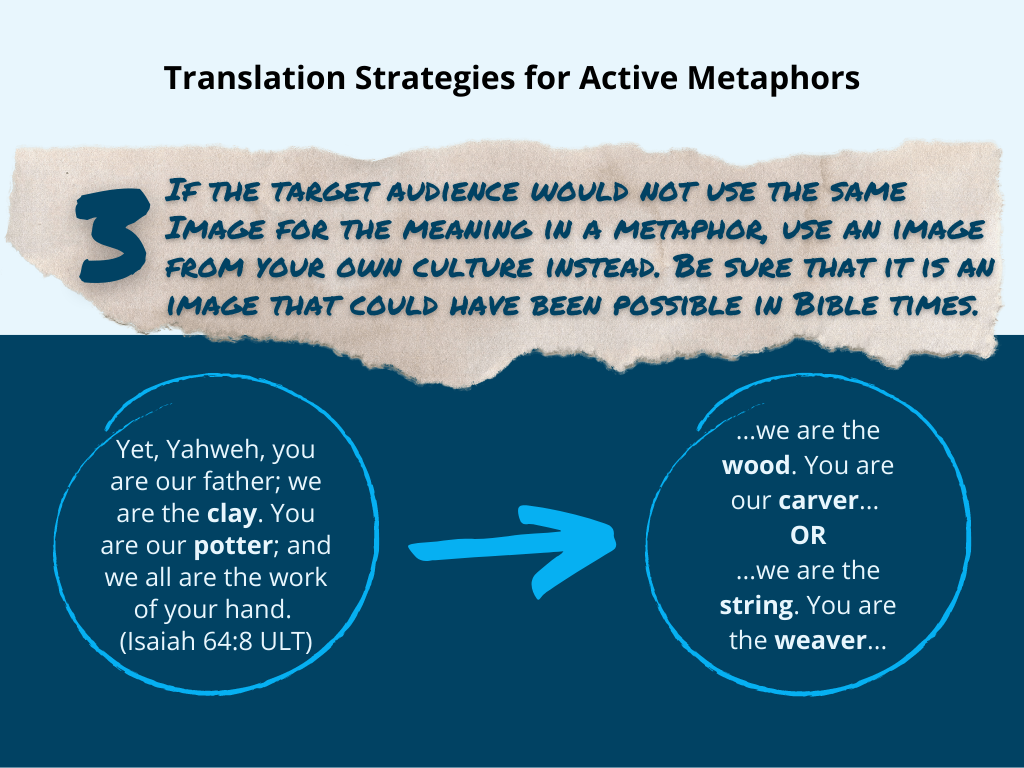 Translation Strategies for Active Metaphors
3
If the target audience would not use the same
Image for the meaning in a metaphor, use an image
from your own culture instead. Be sure that it is an
image that could have been possible in Bible times.
Yet, Yahweh, you
are our father; we
are the clay. You
are our potter; and
we all are the work
of your hand.
(Isaiah 64:8 ULT)
...we are the
wood. You are
our carver...
OR
...we are the
string. You are
the weaver...